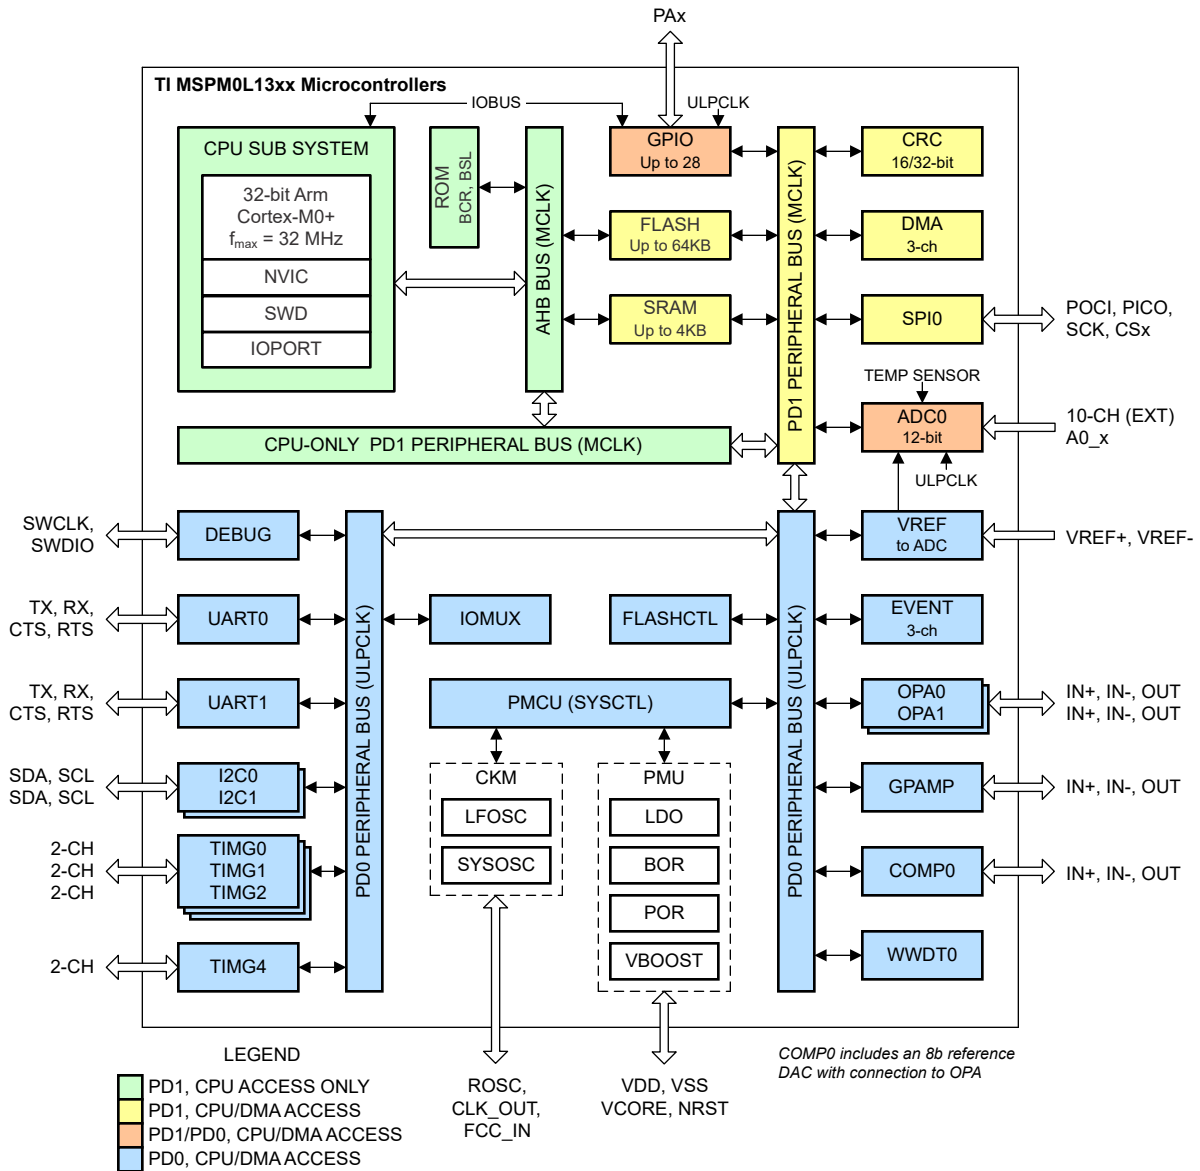 PAx
TI MSPM0L13xx Microcontrollers
IOBUS
ULPCLK
CPU SUB SYSTEM
32-bit Arm
Cortex-M0+
fmax = 32 MHz
NVIC
SWD
IOPORT
ROM
BCR, BSL
AHB BUS (MCLK)
GPIO
Up to 28
FLASH
Up to 64KB
SRAM
Up to 4KB
PD1 PERIPHERAL BUS (MCLK)
CRC
16/32-bit
DMA
3-ch
SPI0
POCI, PICO,
SCK, CSx
TEMP SENSOR
ADC0
12-bit
10-CH (EXT)
A0_x
ULPCLK
CPU-ONLY PD1 PERIPHERAL BUS (MCLK)
SWCLK,
SWDIO
DEBUG
TX, RX,
CTS, RTS
UART0
TX, RX,
CTS, RTS
UART1
SDA, SCL
SDA, SCL
I2C0
I2C1
2-CH
2-CH
2-CH
TIMG0
TIMG1
TIMG2
2-CH
TIMG4
PD0 PERIPHERAL BUS (ULPCLK)
IOMUX
FLASHCTL
PMCU (SYSCTL)
CKM
LFOSC
SYSOSC
PMU
LDO
BOR
POR
VBOOST
PD0 PERIPHERAL BUS (ULPCLK)
VREF
to ADC
VREF+, VREF-
EVENT
3-ch
OPA0
OPA1
IN+, IN-, OUT
IN+, IN-, OUT
GPAMP
IN+, IN-, OUT
COMP0
IN+, IN-, OUT
WWDT0
LEGEND
PD1, CPU ACCESS ONLY
PD1, CPU/DMA ACCESS
PD1/PD0, CPU/DMA ACCESS
PD0, CPU/DMA ACCESS
ROSC,
CLK_OUT,
FCC_IN
VDD, VSS
VCORE, NRST
COMP0 includes an 8b reference
DAC with connection to OPA